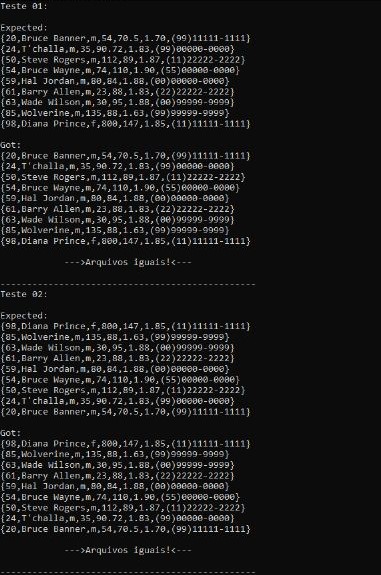 Teste 01:
Expected:
{20,Bruce Banner,m,54,70.5,1.70,(99)11111-1111}
{24,T'challa,m,35,90.72,1.83,(99)00000-0000}
{50,Steve Rogers,m,112,89,1.87,(11)22222-2222}
{54,Bruce Wayne,m,74,110,1.90,(55)00000-0000}
{59,Hal Jordan,m,80,84,1.88,(00)00000-0000}
{61,Barry Allen,m,23,88,1.83,(22)22222-2222}
{63,Wade Wilson,m,30,95,1.88,(00)99999-9999}
{85,Wolverine,m,135,88,1.63,(99)99999-9999}
{98,Diana Prince,f,800,147,1.85,(11)11111-1111}
Got:
{20,Bruce Banner,m,54,70.5,1.70,(99)11111-1111}
{24,T'challa,m,35,90.72,1.83,(99)00000-0000}
{50,Steve Rogers,m,112,89,1.87,(11)22222-2222}
{54,Bruce Wayne,m,74,110,1.90,(55)00000-0000}
{59,Hal Jordan,m,80,84,1.88,(00)00000-0000}
{61,Barry Allen,m,23,88,1.83,(22)22222-2222}
{63,Wade Wilson,m,30,95,1.88,(00)99999-9999}
{85,Wolverine,m,135,88,1.63,(99)99999-9999}
{98,Diana Prince,f,800,147,1.85,(11)11111-1111}
--->Arquivos iguais!<---
------------------------------------------------
Teste 02:
Expected:
{98,Diana Prince,f,800,147,1.85,(11)11111-1111}
{85,Wolverine,m,135,88,1.63,(99)99999-9999}
{63,Wade Wilson,m,30,95,1.88,(00)99999-9999}
{61,Barry Allen,m,23,88,1.83,(22)22222-2222}
{59,Hal Jordan,m,80,84,1.88,(00)00000-0000}
{54,Bruce Wayne,m,74,110,1.90,(55)00000-0000}
{50,Steve Rogers,m,112,89,1.87,(11)22222-2222}
{24,T'challa,m,35,90.72,1.83,(99)00000-0000}
{20,Bruce Banner,m,54,70.5,1.70,(99)11111-1111}
Got:
{98,Diana Prince,f,800,147,1.85,(11)11111-1111}
{85,Wolverine,m,135,88,1.63,(99)99999-9999}
{63,Wade Wilson,m,30,95,1.88,(00)99999-9999}
{61,Barry Allen,m,23,88,1.83,(22)22222-2222}
{59,Hal Jordan,m,80,84,1.88,(00)00000-0000}
{54,Bruce Wayne,m,74,110,1.90,(55)00000-0000}
{50,Steve Rogers,m,112,89,1.87,(11)22222-2222}
{24,T'challa,m,35,90.72,1.83,(99)00000-0000}
{20,Bruce Banner,m,54,70.5,1.70,(99)11111-1111}
--->Arquivos iguais!<---
------------------------------------------------